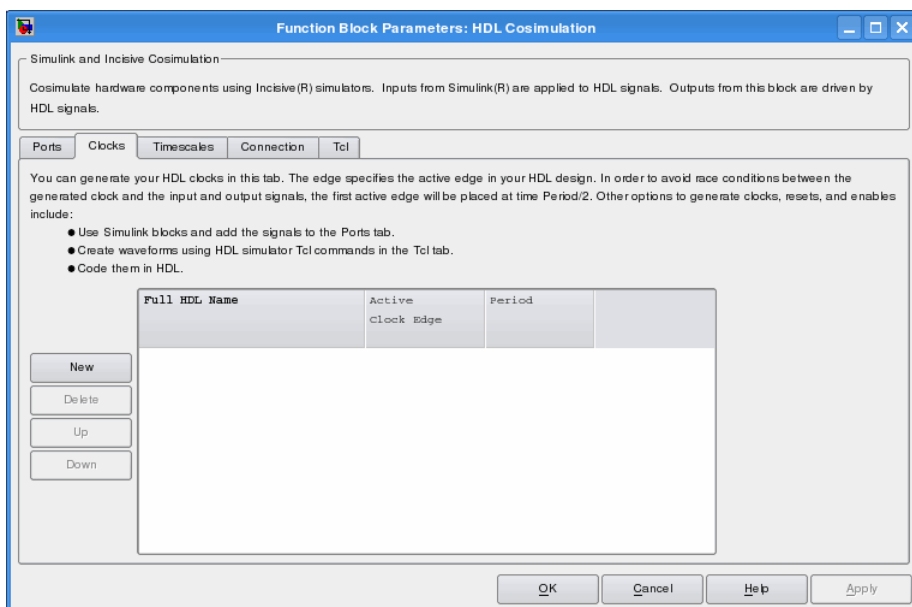 Function Block Parameters: HDL Cosimulation
Simulink and Incisive Cosimulation
Cosimulate hardware components using Incisive(R) simulators. Inputs from Simulink(R) are applied to HDL signals. Outputs from this block are driven by
HDL signals.
Ports Clocks Timescales Connection Tcl
You can generate your HDL clocks in this tab. The edge specifies the active edge in your HDL design. In order to avoid race conditions between the
generated clock and the input and output signals, the first active edge will be placed at time Period/2. Other options to generate clocks, resets, and enables
include:
● Use Simulink blocks and add the signals to the Ports tab.
● Create waveforms using HDL simulator Tcl commands in the Tcl tab.
● Code them in HDL.
Full HDL Name Active Period
Clock Edge
New
Delete
Up
Down
OK Cancel Help Apply